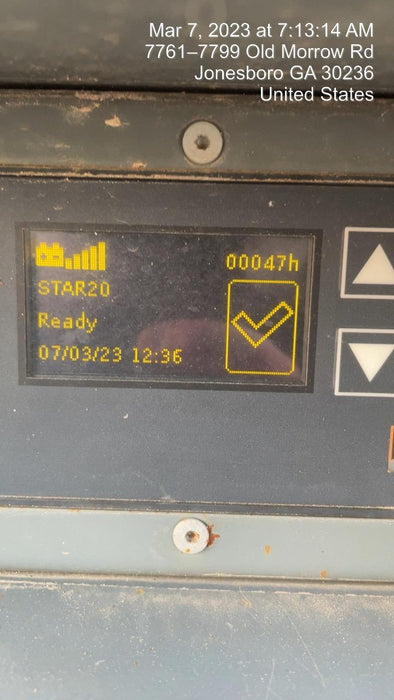 Mar 7, 2023 at 7:13:14 AM
7761–7799 Old Morrow Rd
Jonesboro GA 30236
United States
00047h
STAR20
Ready
07/03/23 12:36